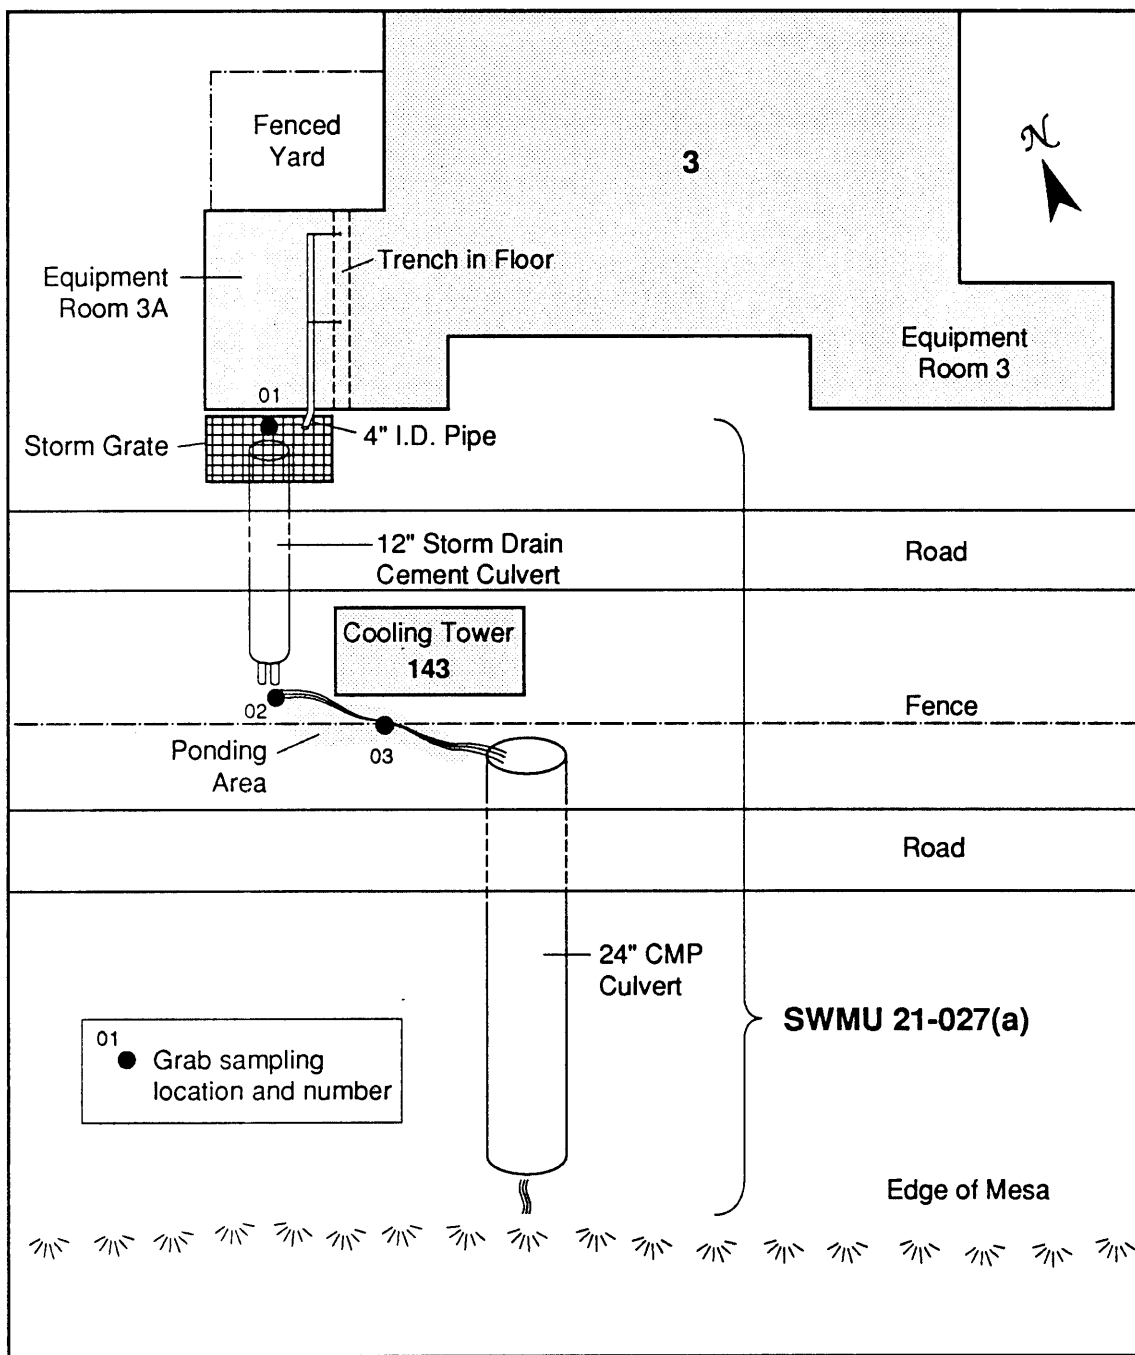 Fenced
Yard
3
N
Equipment
Room 3A
Trench in Floor
Equipment
Room 3
01
Storm Grate
4" I.D. Pipe
12" Storm Drain
Cement Culvert
Road
Cooling Tower
143
02
Fence
Ponding
Area
03
Road
24" CMP
Culvert
SWMU 21-027(a)
01
Grab sampling
location and number
Edge of Mesa